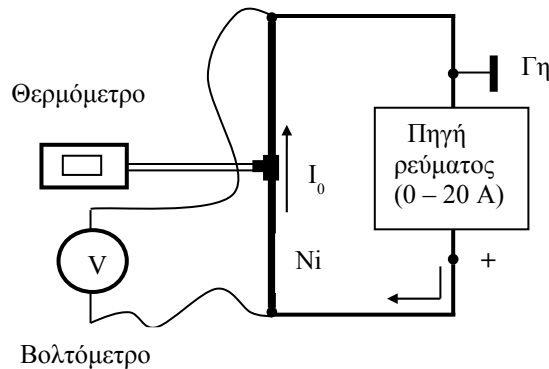 Γη
Θερμόμετρο
Πηγή
ρεύματος
(0 – 20 A)
I₀
V
Ni
+
Βολτόμετρο